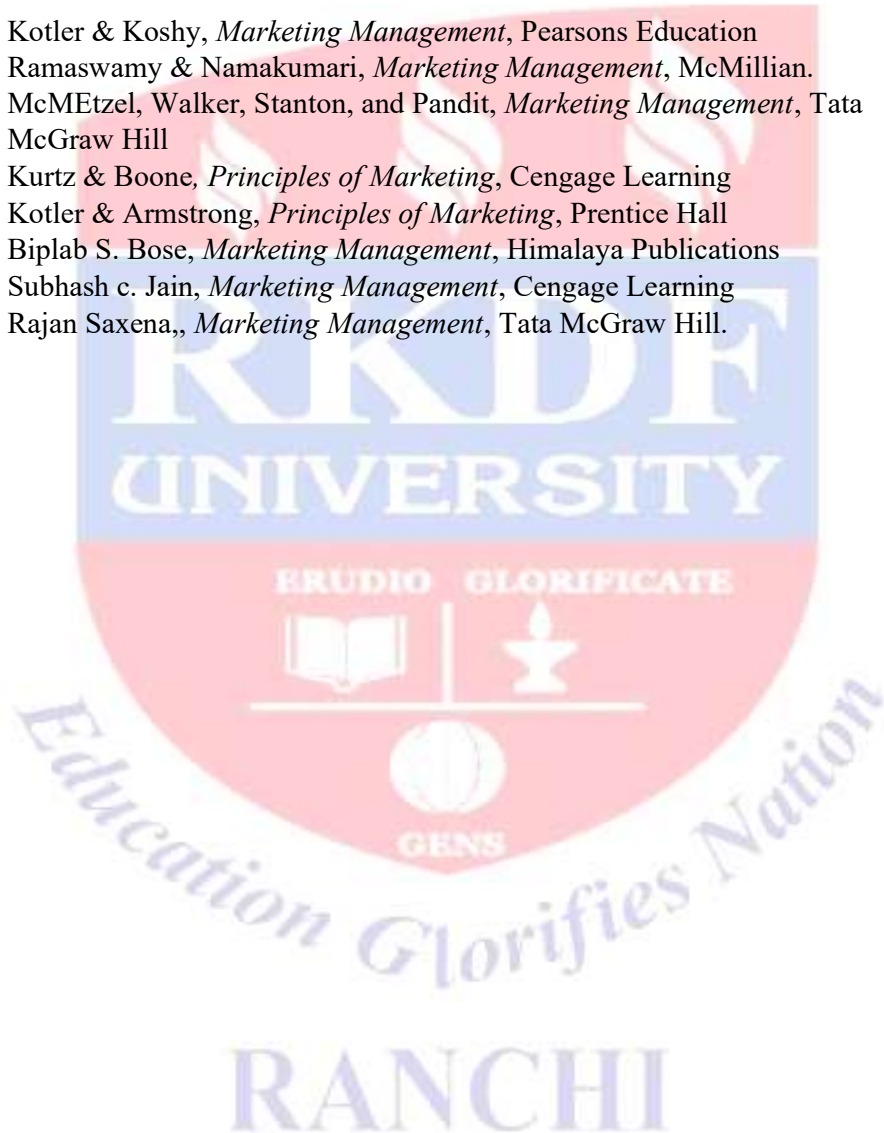 Kotler & Koshy, Marketing Management, Pearsons Education
Ramaswamy & Namakumari, Marketing Management, McMillian.
McMEtzel, Walker, Stanton, and Pandit, Marketing Management, Tata
McGraw Hill
Kurtz & Boone, Principles of Marketing, Cengage Learning
Kotler & Armstrong, Principles of Marketing, Prentice Hall
Biplab S. Bose, Marketing Management, Himalaya Publications
Subhash c. Jain, Marketing Management, Cengage Learning
Rajan Saxena,, Marketing Management, Tata McGraw Hill.
RKDF
UNIVERSITY
ERUDIO GLORIFICATE
GENS
Education Glorifies Nation
RANCHI